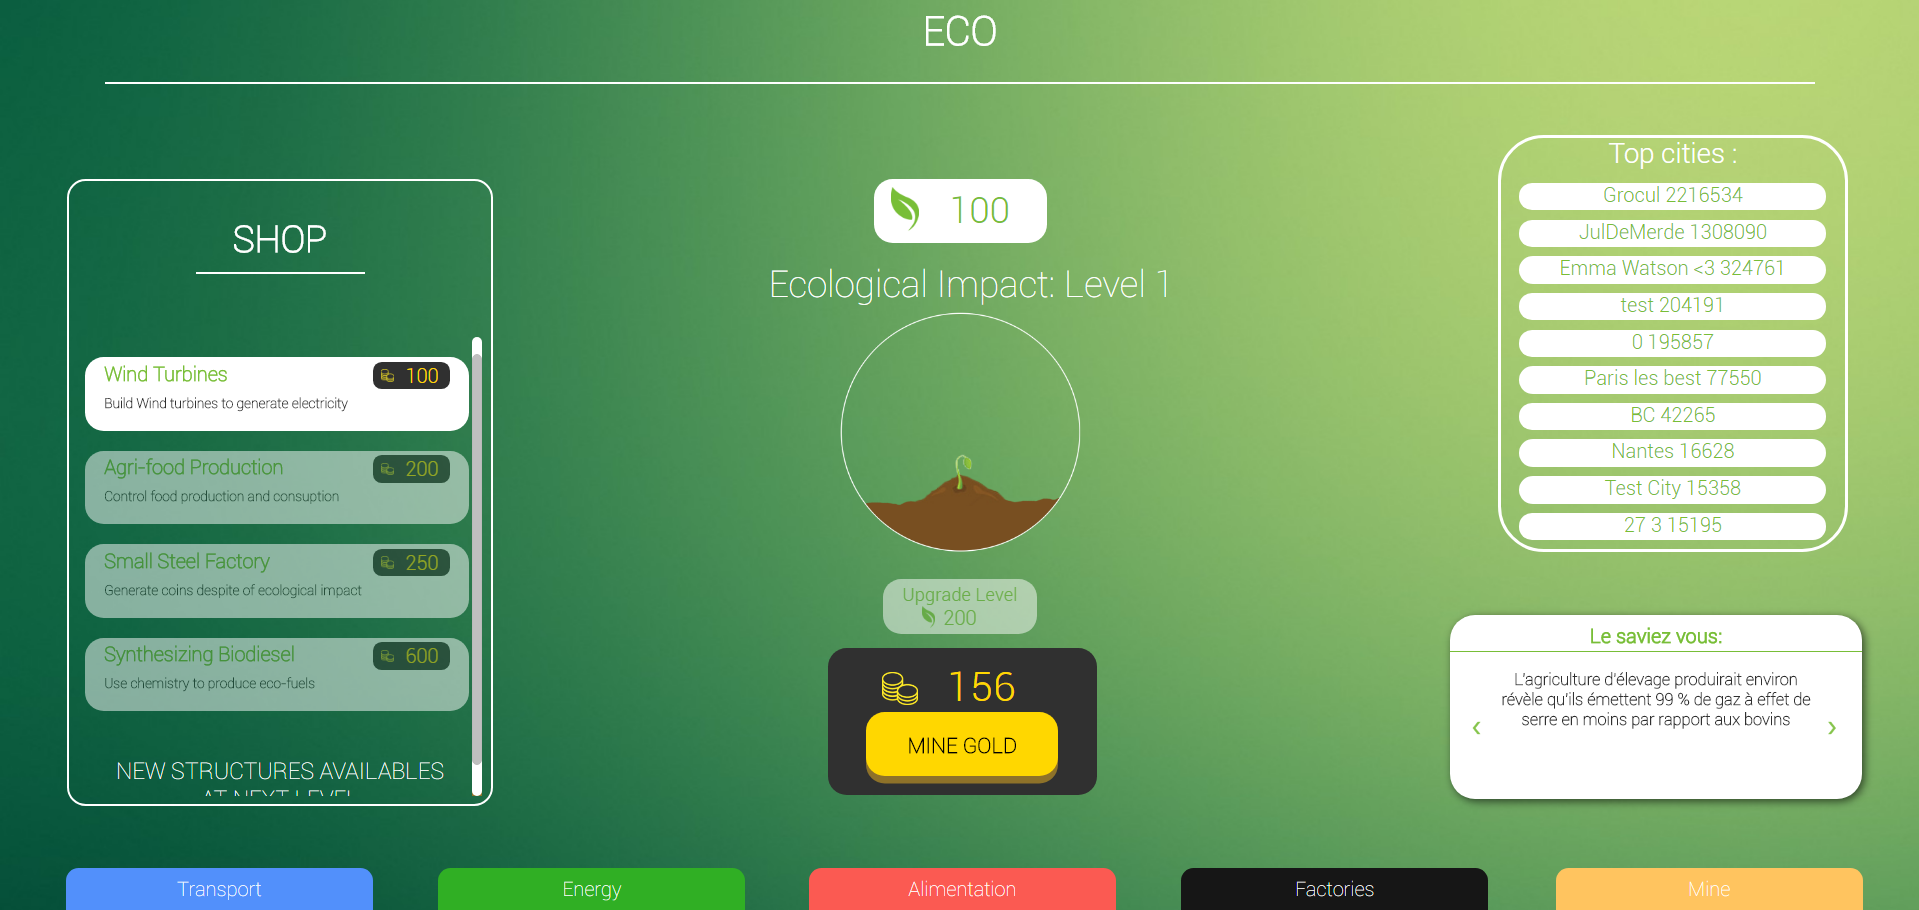 ECO
SHOP
Wind Turbines
100
Build Wind turbines to generate electricity
Agri-food Production
200
Control food production and consuption
Small Steel Factory
250
Generate coins despite of ecological impact
Synthesizing Biodiesel
600
Use chemistry to produce eco-fuels
NEW STRUCTURES AVAILABLES
AT NEXT LEVEL
100
Ecological Impact: Level 1
Upgrade Level
200
156
MINE GOLD
Top cities :
Grocul 2216534
JulDeMerde 1308090
Emma Watson <3 324761
test 204191
0 195857
Paris les best 77550
BC 42265
Nantes 16628
Test City 15358
27 3 15195
Le saviez vous:
L'agriculture d'élevage produirait environ
révèle qu'ils émettent 99 % de gaz à effet de
serre en moins par rapport aux bovins
‹
›
Transport
Energy
Alimentation
Factories
Mine